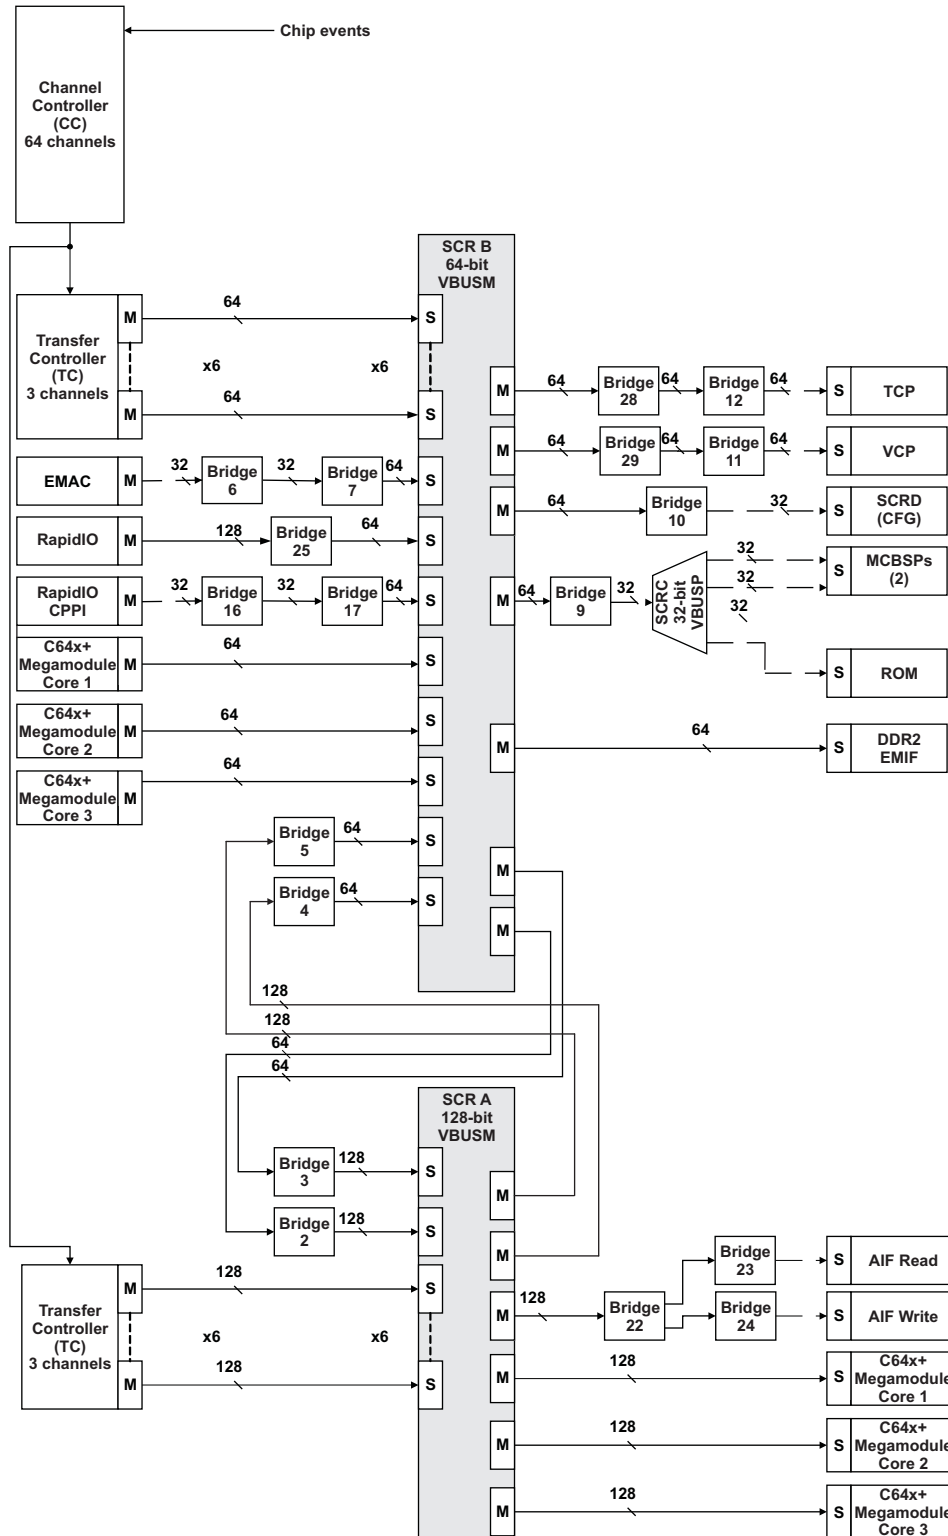 Chip events
Channel
Controller
(CC)
64 channels
SCR B
64-bit
VBUSM
Transfer
Controller
(TC)
3 channels
M
64
S
x6
x6
M
64
S
M
64
Bridge
28
64
Bridge
12
64
S
TCP
M
64
Bridge
29
64
Bridge
11
64
S
VCP
EMAC
M
32
Bridge
6
32
Bridge
7
64
S
M
64
Bridge
10
32
S
SCRD
(CFG)
RapidIO
M
128
Bridge
25
64
S
RapidIO
CPPI
M
32
Bridge
16
32
Bridge
17
64
S
M
64
Bridge
9
32
SCRC
32-bit
VBUSP
32
32
32
S
MCBSPs
(2)
S
ROM
C64x+
Megamodule
Core 1
M
64
S
C64x+
Megamodule
Core 2
M
64
S
M
64
S
DDR2
EMIF
C64x+
Megamodule
Core 3
M
64
S
Bridge
5
64
S
M
Bridge
4
64
S
M
128
128
64
64
SCR A
128-bit
VBUSM
Bridge
3
128
S
M
Bridge
2
128
S
M
Transfer
Controller
(TC)
3 channels
M
128
S
x6
x6
M
128
S
M
128
Bridge
22
Bridge
23
S
AIF Read
Bridge
24
S
AIF Write
M
128
S
C64x+
Megamodule
Core 1
M
128
S
C64x+
Megamodule
Core 2
M
128
S
C64x+
Megamodule
Core 3